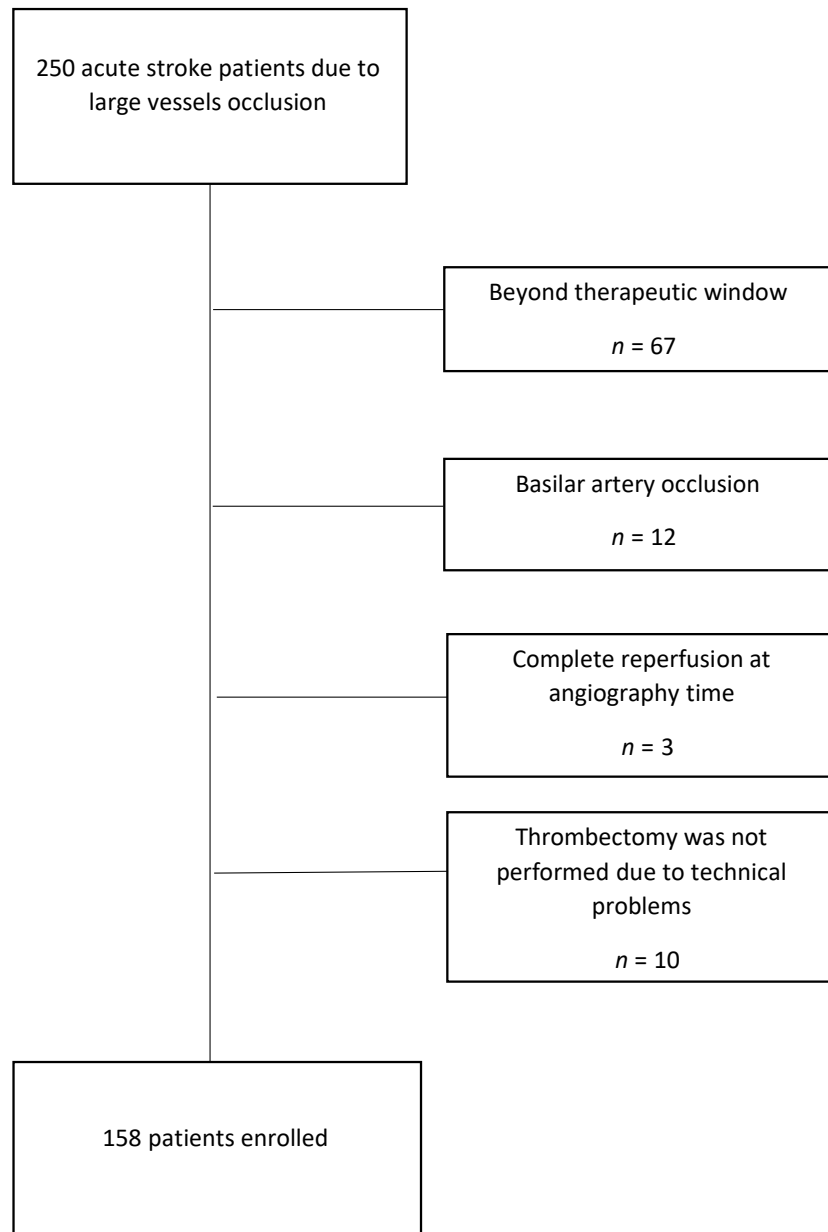 250 acute stroke patients due to
large vessels occlusion
Beyond therapeutic window
n = 67
Basilar artery occlusion
n = 12
Complete reperfusion at
angiography time
n = 3
Thrombectomy was not
performed due to technical
problems
n = 10
158 patients enrolled